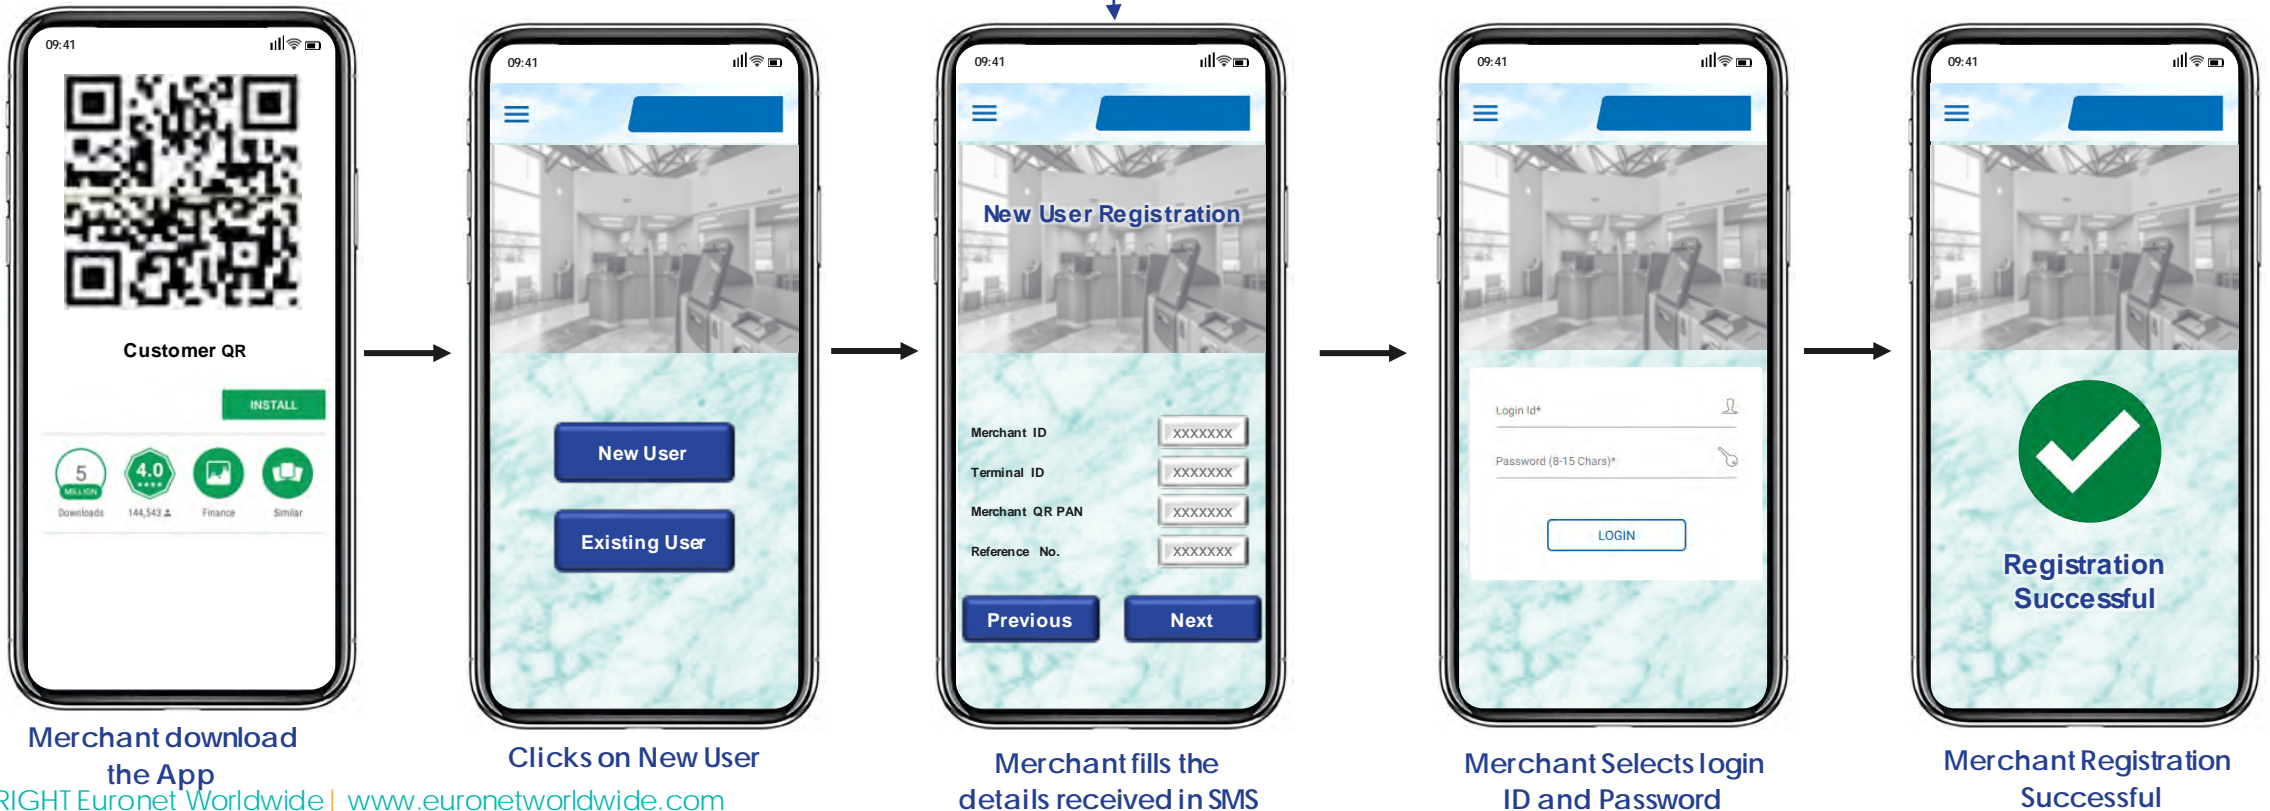 09:41
Customer QR
INSTALL
5
MILLION
Downloads
4.0
144,543
Finance
Similar
Merchant download
the App
09:41
New User
Existing User
Clicks on New User
09:41
New User Registration
Merchant ID XXXXXXX
Terminal ID XXXXXXX
Merchant QR PAN XXXXXXX
Reference No. XXXXXXX
Previous Next
Merchant fills the
details received in SMS
09:41
Login Id*
Password (8-15 Chars)*
LOGIN
Merchant Selects login
ID and Password
09:41
Registration
Successful
Merchant Registration
Successful
RIGHT Euronet Worldwide | www.euronetworldwide.com